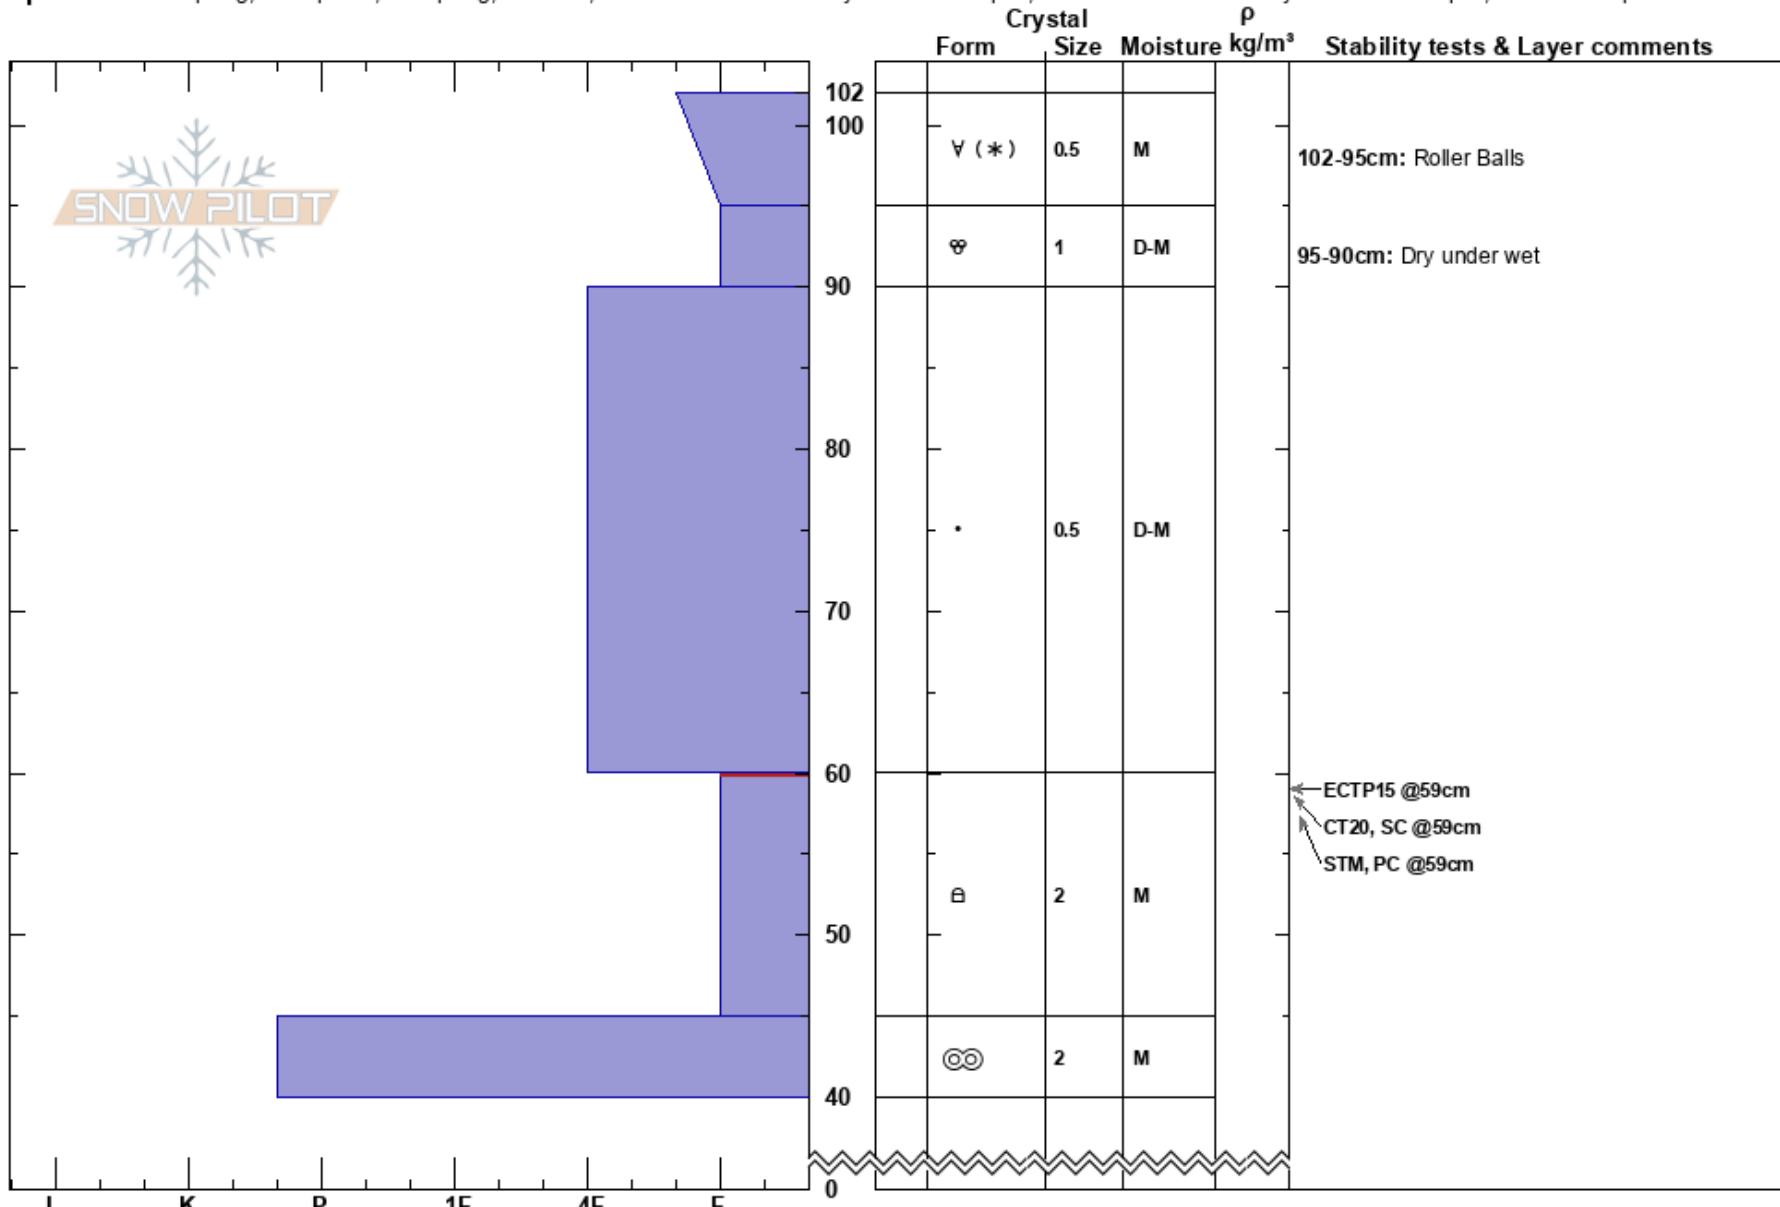 Crystal
ρ
Form Size Moisture kg/m³ Stability tests & Layer comments
102
100
∀ (∗) 0.5 M
102-95cm: Roller Balls
SNOW PILOT
1 D-M
95-90cm: Dry under wet
90
80
0.5 D-M
70
60
ECTP15 @59cm
CT20, SC @59cm
STM, PC @59cm
2 M
50
2 M
40
0
I K P 1F 4F F